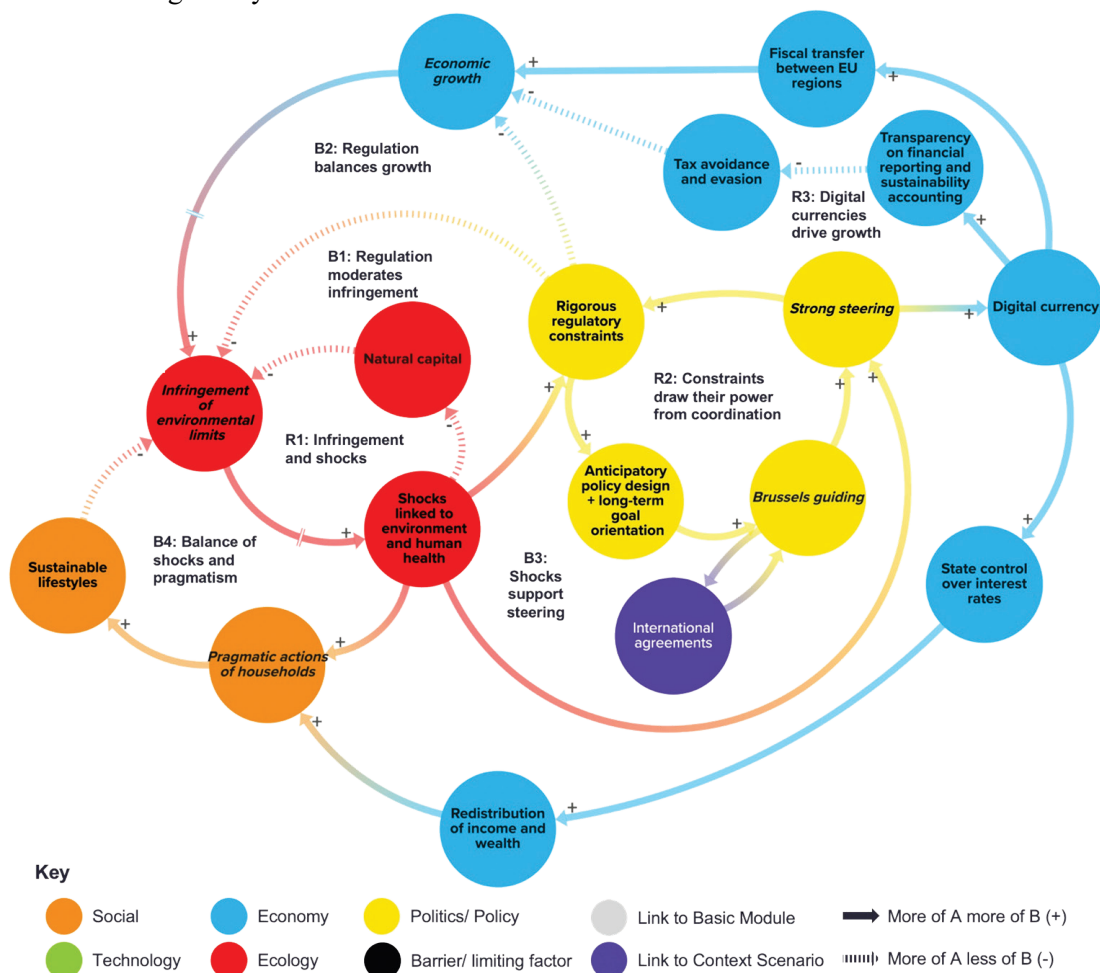 Economic
growth
Fiscal transfer
between EU
regions
+
+
-
-
B2: Regulation
balances growth
Tax avoidance
and evasion
-
Transparency
on financial
reporting and
sustainability
accounting
R3: Digital
currencies
drive growth
+
B1: Regulation
moderates
infringement
Rigorous
regulatory
constraints
+
Strong steering
+
Digital currency
+
-
Natural capital
-
Infringement of
environmental
limits
R2: Constraints
draw their power
from coordination
+
+
+
R1: Infringement
and shocks
-
-
+
Shocks
linked to
environment
and human
health
+
Anticipatory
policy design
+ long-term
goal
orientation
+
Brussels guiding
+
B4: Balance of
shocks and
pragmatism
Sustainable
lifestyles
B3:
Shocks
support
steering
State control
over interest
rates
International
agreements
+
+
Pragmatic actions
of households
+
Redistribution
of income and
wealth
+
Key
Social
Economy
Politics/ Policy
Link to Basic Module
More of A more of B (+)
Technology
Ecology
Barrier/ limiting factor
Link to Context Scenario
More of A less of B (-)